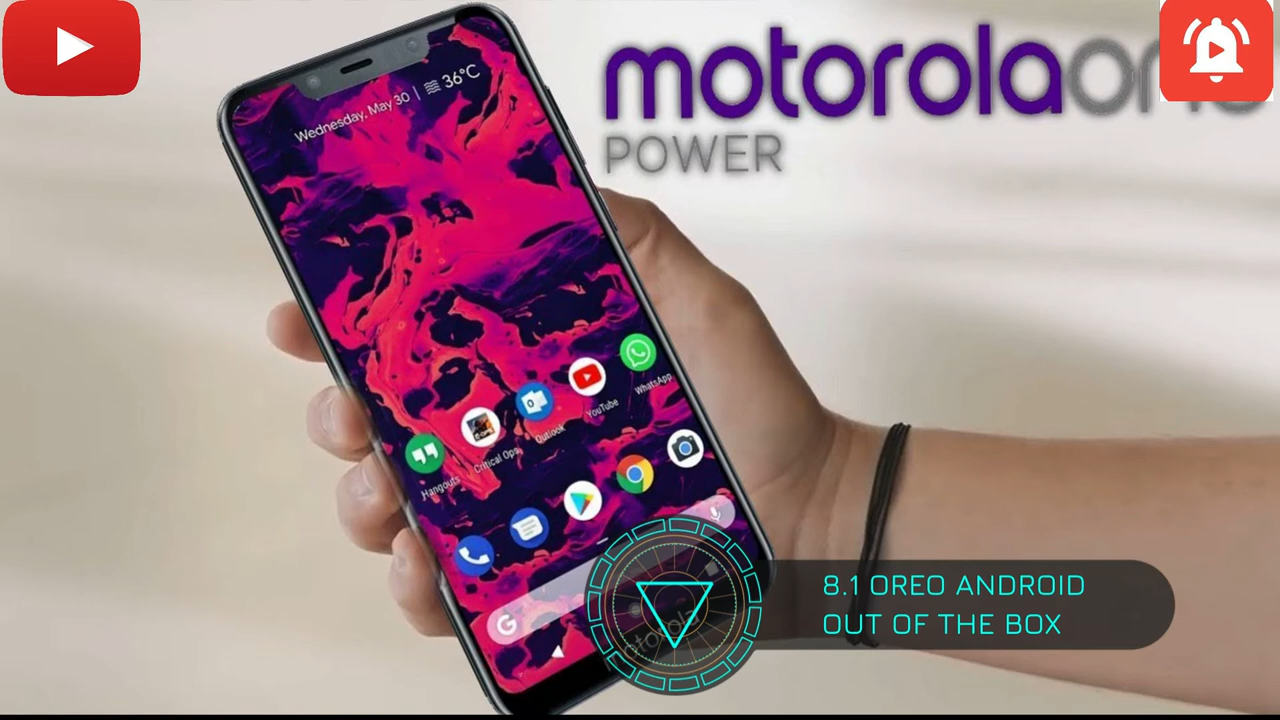 motorolaone
POWER
Wednesday, May 30 | 36°C
WhatsApp
YouTube
Outlook
Critical Ops
Hangouts
G
motorola
8.1 OREO ANDROID
OUT OF THE BOX